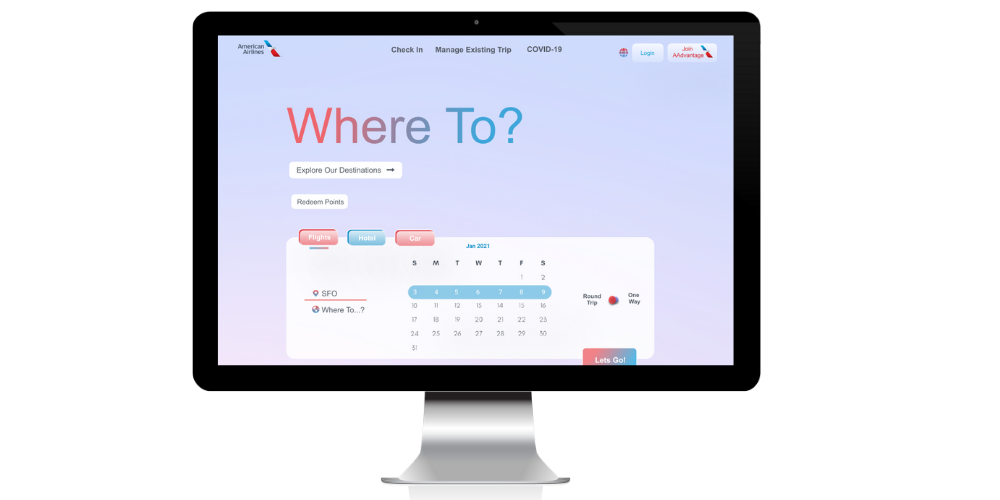 American
Airlines
Check In Manage Existing Trip COVID-19
Login
Join
AAdvantage
Where To?
Explore Our Destinations →
Redeem Points
Flights Hotel Car
Jan 2021
S M T W T F S
1 2
3 4 5 6 7 8 9
10 11 12 13 14 15 16
17 18 19 20 21 22 23
24 25 26 27 28 29 30
31
SFO
Where To...?
Round
Trip
One
Way
Lets Go!